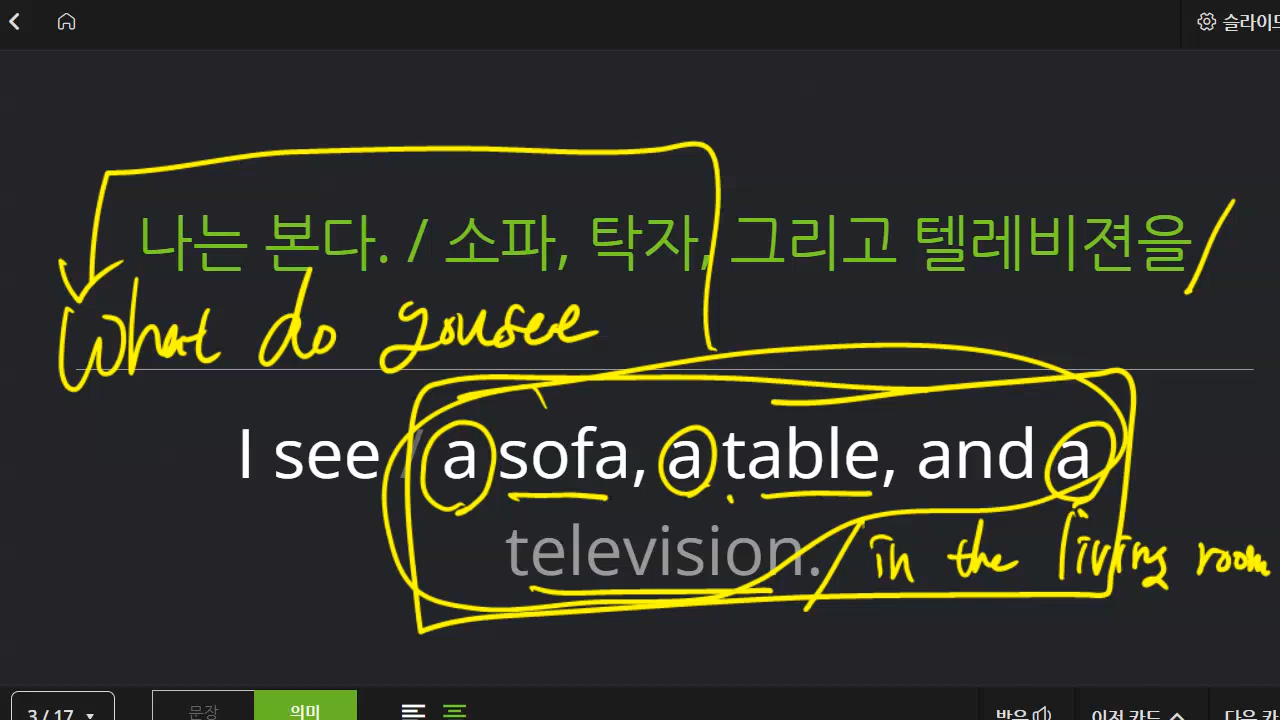 슬라이드
나는 본다. / 소파, 탁자, 그리고 텔레비젼을 /
What do you see
I see / a sofa, a table, and a
television. / in the living room
3 / 17 문장 의미 발음 이전 카드 다음 카